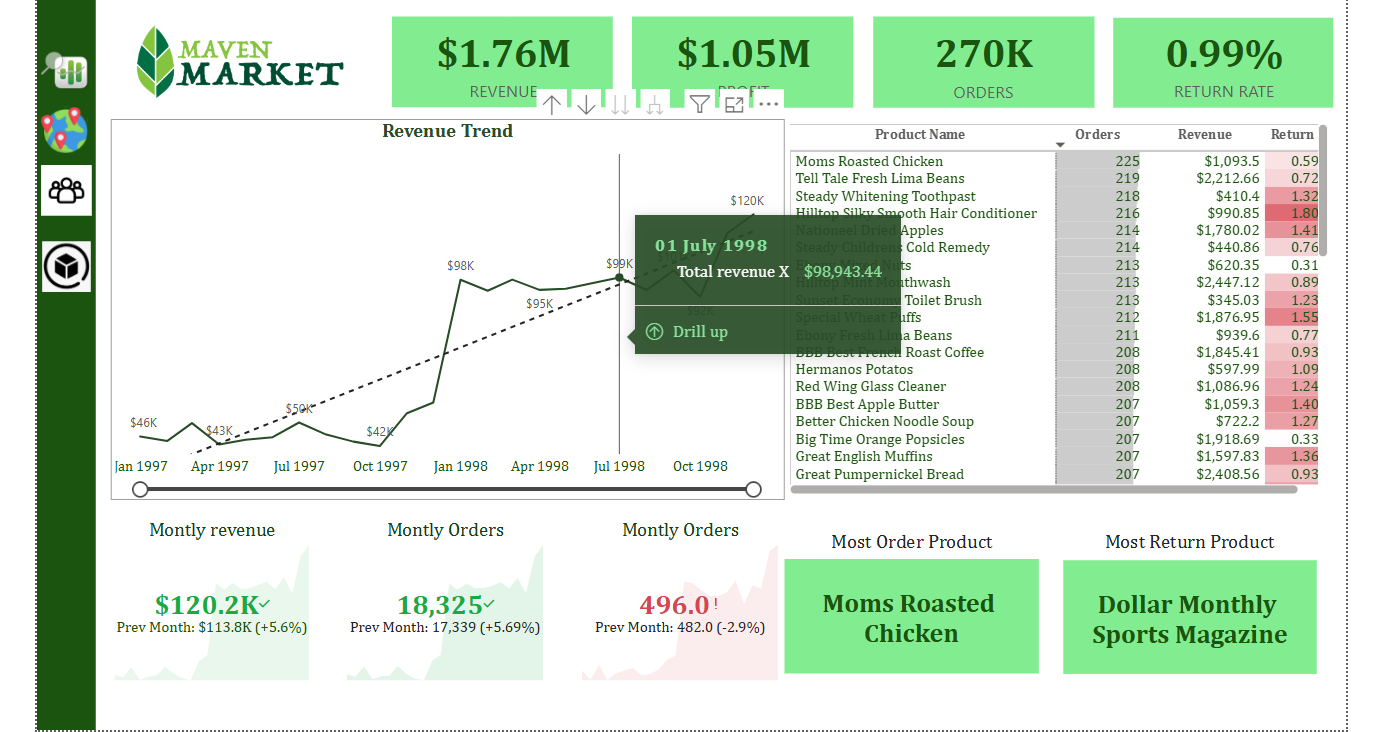 MAVEN
MARKET
$1.76M
REVENUE
$1.05M
PROFIT
270K
ORDERS
0.99%
RETURN RATE
Revenue Trend
$46K
$43K
$50K
$42K
$98K
$95K
$99K
$92K
$120K
Jan 1997 Apr 1997 Jul 1997 Oct 1997 Jan 1998 Apr 1998 Jul 1998 Oct 1998
01 July 1998
Total revenue X $98,943.44
Drill up
Product Name Orders Revenue Return
Moms Roasted Chicken 225 $1,093.5 0.59
Tell Tale Fresh Lima Beans 219 $2,212.66 0.72
Steady Whitening Toothpast 218 $410.4 1.32
Hilltop Silky Smooth Hair Conditioner 216 $990.85 1.80
Nationeel Dried Apples 214 $1,780.02 1.41
Steady Childrens Cold Remedy 214 $440.86 0.76
Ebony Mixed Nuts 213 $620.35 0.31
Hilltop Mint Mouthwash 213 $2,447.12 0.89
Sunset Economy Toilet Brush 213 $345.03 1.23
Special Wheat Puffs 212 $1,876.95 1.55
Ebony Fresh Lima Beans 211 $939.6 0.77
BBB Best French Roast Coffee 208 $1,845.41 0.93
Hermanos Potatos 208 $597.99 1.09
Red Wing Glass Cleaner 208 $1,086.96 1.24
BBB Best Apple Butter 207 $1,059.3 1.40
Better Chicken Noodle Soup 207 $722.2 1.27
Big Time Orange Popsicles 207 $1,918.69 0.33
Great English Muffins 207 $1,597.83 1.36
Great Pumpernickel Bread 207 $2,408.56 0.93
Montly revenue
$120.2K
Prev Month: $113.8K (+5.6%)
Montly Orders
18,325
Prev Month: 17,339 (+5.69%)
Montly Orders
496.0 !
Prev Month: 482.0 (-2.9%)
Most Order Product
Moms Roasted
Chicken
Most Return Product
Dollar Monthly
Sports Magazine